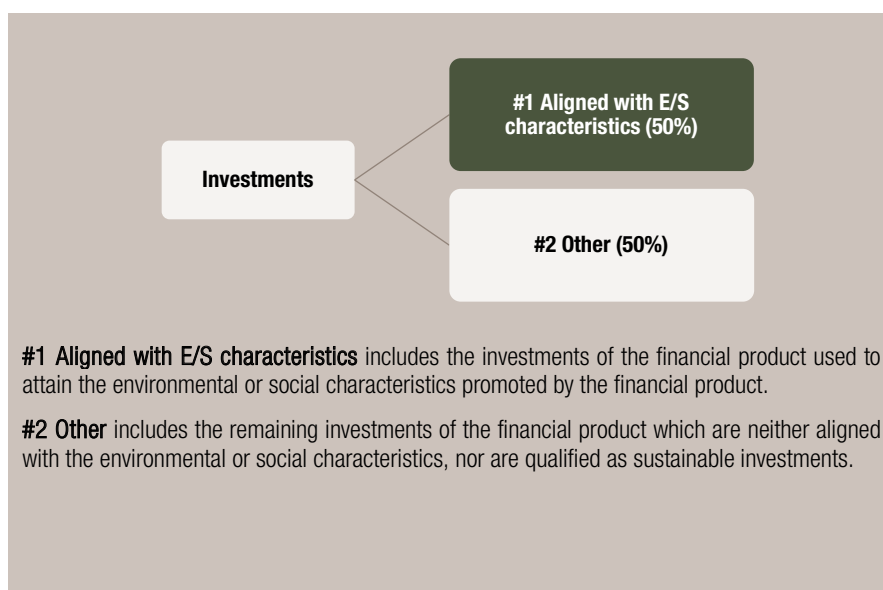 #1 Aligned with E/S
characteristics (50%)
Investments
#2 Other (50%)
#1 Aligned with E/S characteristics includes the investments of the financial product used to
attain the environmental or social characteristics promoted by the financial product.
#2 Other includes the remaining investments of the financial product which are neither aligned
with the environmental or social characteristics, nor are qualified as sustainable investments.